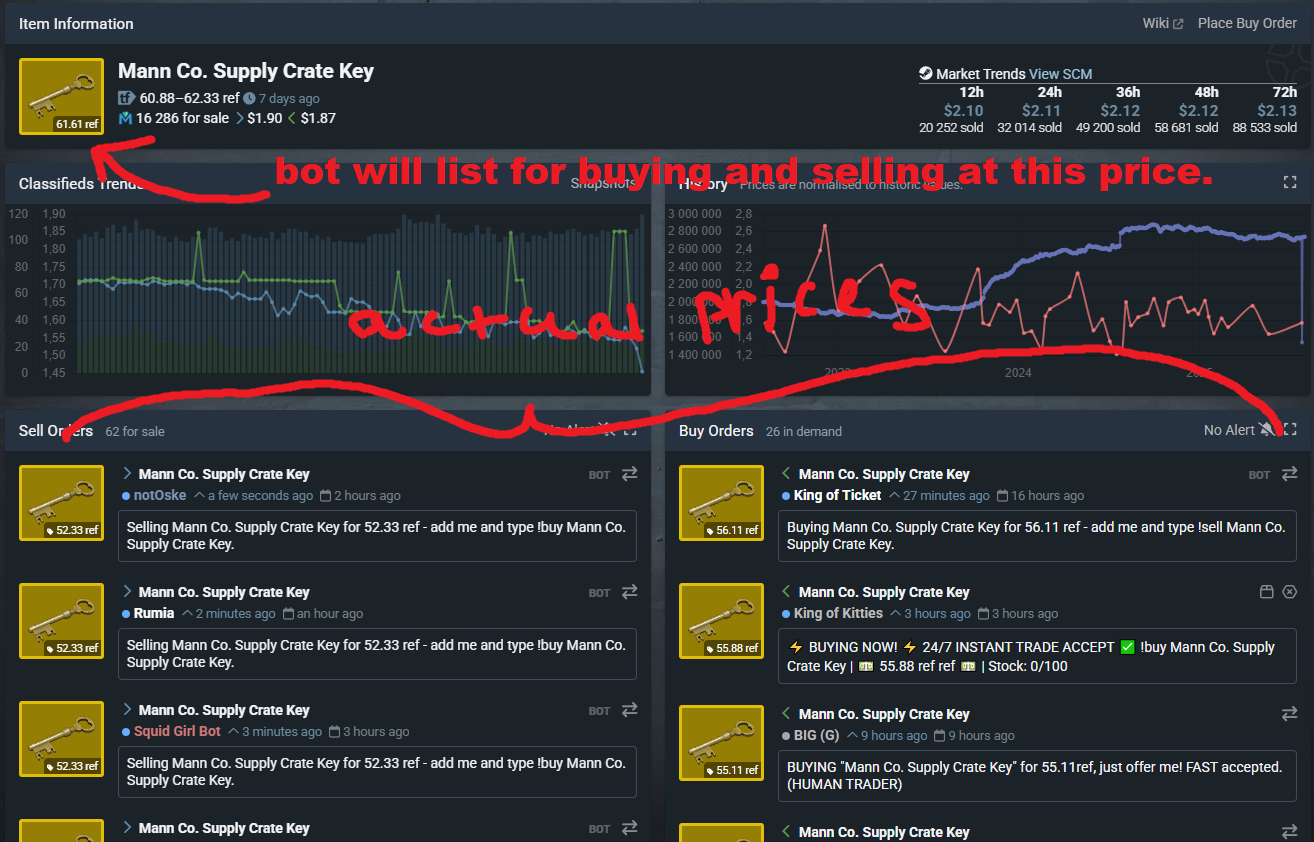 Item Information
Wiki Place Buy Order
Mann Co. Supply Crate Key
60.88–62.33 ref 7 days ago
16 286 for sale > $1.90 < $1.87
61.61 ref
Market Trends View SCM
12h 24h 36h 48h 72h
$2.10 $2.11 $2.12 $2.12 $2.13
20 252 sold 32 014 sold 49 200 sold 58 681 sold 88 533 sold
bot will list for buying and selling at this price.
Classifieds Trends
Snapshots
120 1,90
100 1,85
1,80
80 1,75
1,70
60 1,65
40 1,60
1,55
20 1,50
0 1,45
History Prices are normalised to historic values.
3 000 000 2,8
2 800 000 2,6
2 600 000 2,4
2 400 000 2,2
2 200 000 2,0
2 000 000 1,8
1 800 000 1,6
1 600 000 1,4
1 400 000 1,2
2024
actual prices
Sell Orders 62 for sale
No Alert
> Mann Co. Supply Crate Key BOT
notOske a few seconds ago 2 hours ago
52.33 ref
Selling Mann Co. Supply Crate Key for 52.33 ref - add me and type !buy Mann Co.
Supply Crate Key.
> Mann Co. Supply Crate Key BOT
Rumia 2 minutes ago an hour ago
52.33 ref
Selling Mann Co. Supply Crate Key for 52.33 ref - add me and type !buy Mann Co.
Supply Crate Key.
> Mann Co. Supply Crate Key BOT
Squid Girl Bot 3 minutes ago 3 hours ago
52.33 ref
Selling Mann Co. Supply Crate Key for 52.33 ref - add me and type !buy Mann Co.
Supply Crate Key.
> Mann Co. Supply Crate Key BOT
Buy Orders 26 in demand
No Alert
< Mann Co. Supply Crate Key BOT
King of Ticket 27 minutes ago 16 hours ago
56.11 ref
Buying Mann Co. Supply Crate Key for 56.11 ref - add me and type !sell Mann Co.
Supply Crate Key.
< Mann Co. Supply Crate Key
King of Kitties 3 hours ago 3 hours ago
55.88 ref
⚡ BUYING NOW! ⚡ 24/7 INSTANT TRADE ACCEPT ✅ !buy Mann Co. Supply
Crate Key | 💵 55.88 ref ref 💵 | Stock: 0/100
< Mann Co. Supply Crate Key
BIG (G) 9 hours ago 9 hours ago
55.11 ref
BUYING "Mann Co. Supply Crate Key" for 55.11ref, just offer me! FAST accepted.
(HUMAN TRADER)
< Mann Co. Supply Crate Key